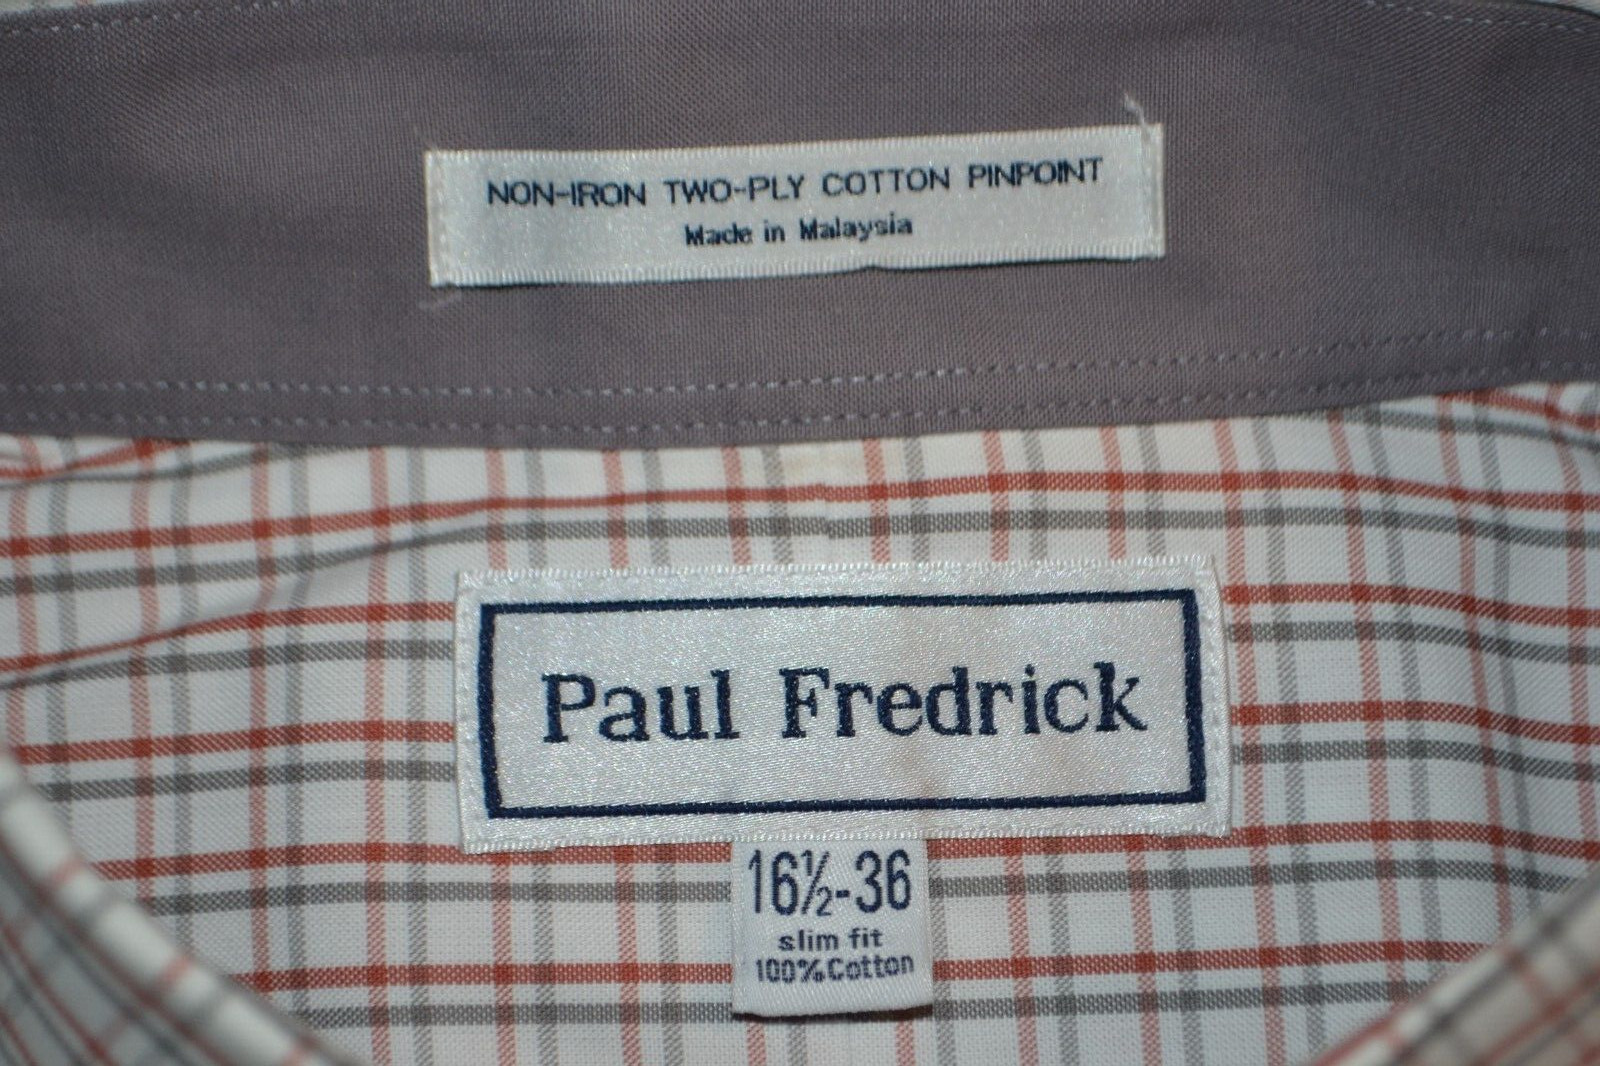 NON-IRON TWO-PLY COTTON PINPOINT
Made in Malaysia
Paul Fredrick
16½-36
slim fit
100% Cotton